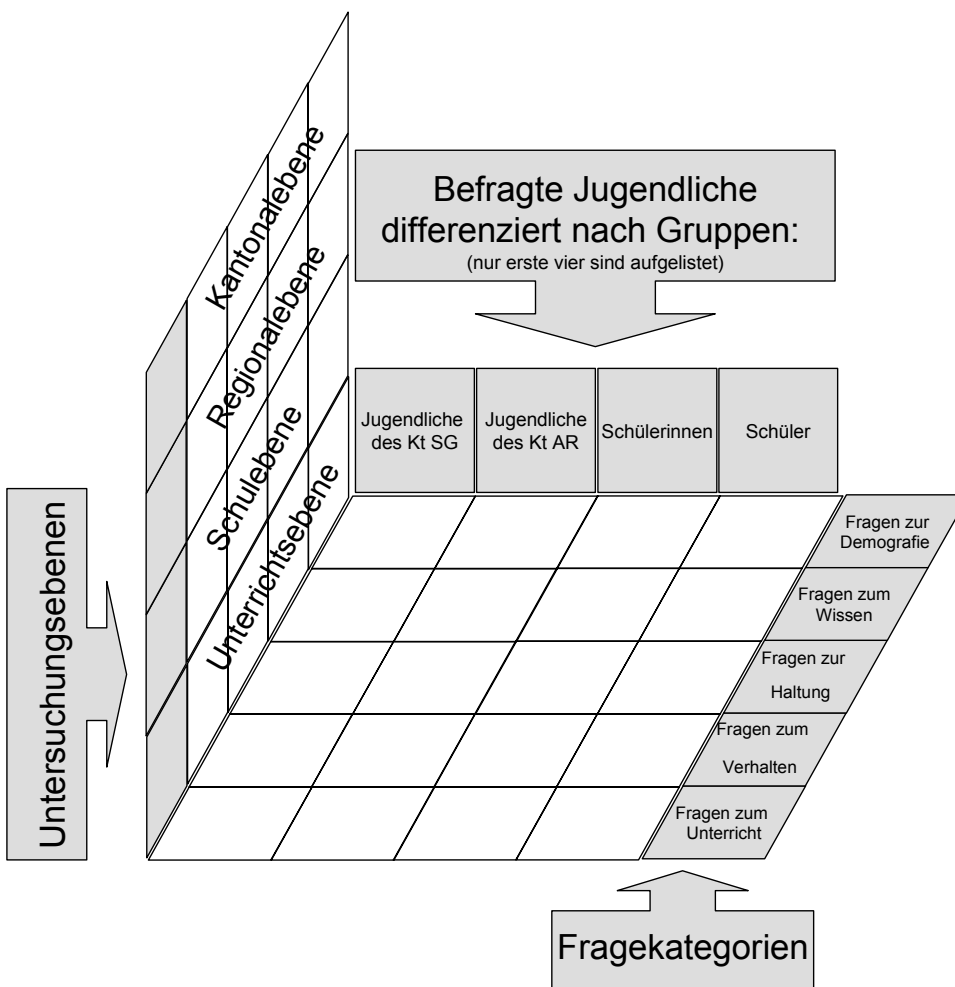 Kantonalebene
Regionalebene
Schulebene
Unterrichtsebene
Befragte Jugendliche
differenziert nach Gruppen:
(nur erste vier sind aufgelistet)
Jugendliche
des Kt SG
Jugendliche
des Kt AR
Schülerinnen
Schüler
Untersuchungsebenen
Fragen zur
Demografie
Fragen zum
Wissen
Fragen zur
Haltung
Fragen zum
Verhalten
Fragen zum
Unterricht
Fragekategorien